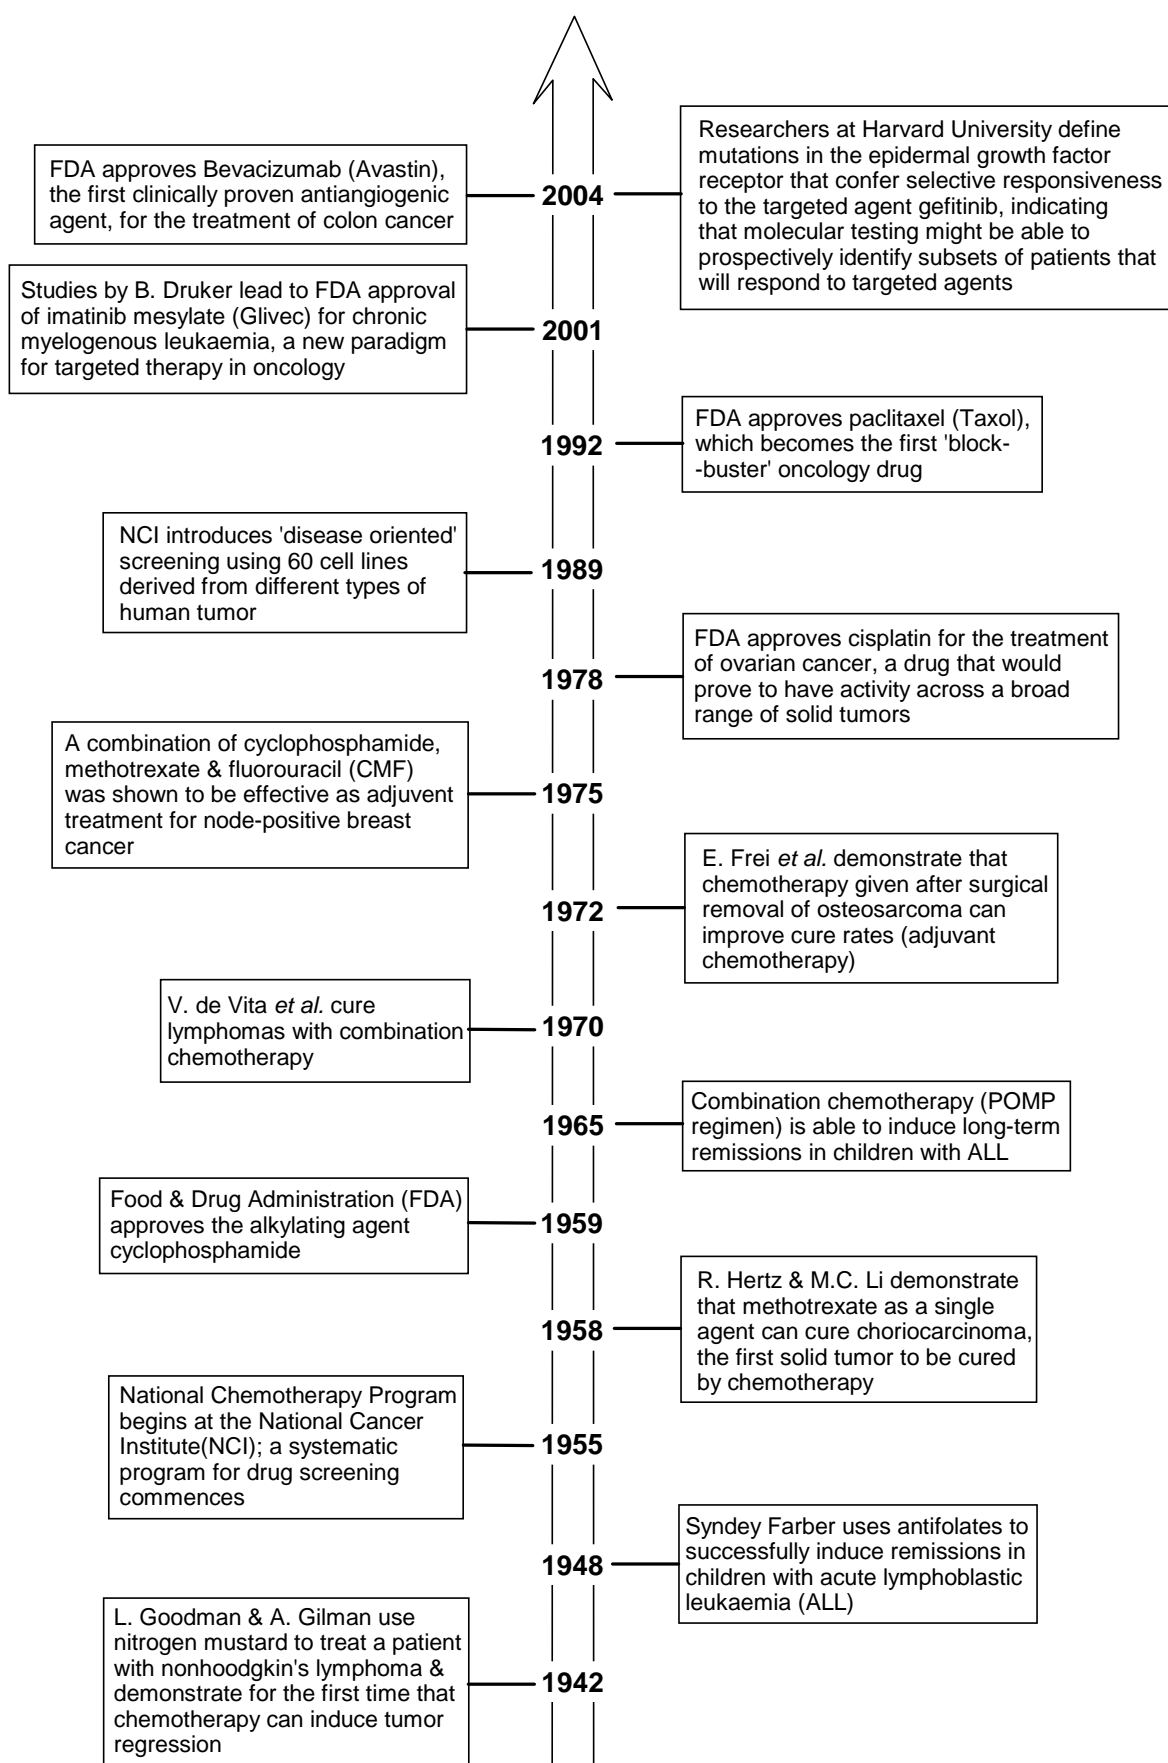 Researchers at Harvard University define
mutations in the epidermal growth factor
receptor that confer selective responsiveness
to the targeted agent gefitinib, indicating
that molecular testing might be able to
prospectively identify subsets of patients that
will respond to targeted agents
FDA approves Bevacizumab (Avastin),
the first clinically proven antiangiogenic
agent, for the treatment of colon cancer
2004
Studies by B. Druker lead to FDA approval
of imatinib mesylate (Glivec) for chronic
myelogenous leukaemia, a new paradigm
for targeted therapy in oncology
2001
FDA approves paclitaxel (Taxol),
which becomes the first 'block-
-buster' oncology drug
1992
NCI introduces 'disease oriented'
screening using 60 cell lines
derived from different types of
human tumor
1989
FDA approves cisplatin for the treatment
of ovarian cancer, a drug that would
prove to have activity across a broad
range of solid tumors
1978
A combination of cyclophosphamide,
methotrexate & fluorouracil (CMF)
was shown to be effective as adjuvent
treatment for node-positive breast
cancer
1975
E. Frei et al. demonstrate that
chemotherapy given after surgical
removal of osteosarcoma can
improve cure rates (adjuvant
chemotherapy)
1972
V. de Vita et al. cure
lymphomas with combination
chemotherapy
1970
Combination chemotherapy (POMP
regimen) is able to induce long-term
remissions in children with ALL
1965
Food & Drug Administration (FDA)
approves the alkylating agent
cyclophosphamide
1959
R. Hertz & M.C. Li demonstrate
that methotrexate as a single
agent can cure choriocarcinoma,
the first solid tumor to be cured
by chemotherapy
1958
National Chemotherapy Program
begins at the National Cancer
Institute(NCI); a systematic
program for drug screening
commences
1955
Syndey Farber uses antifolates to
successfully induce remissions in
children with acute lymphoblastic
leukaemia (ALL)
1948
L. Goodman & A. Gilman use
nitrogen mustard to treat a patient
with nonhoodgkin's lymphoma &
demonstrate for the first time that
chemotherapy can induce tumor
regression
1942